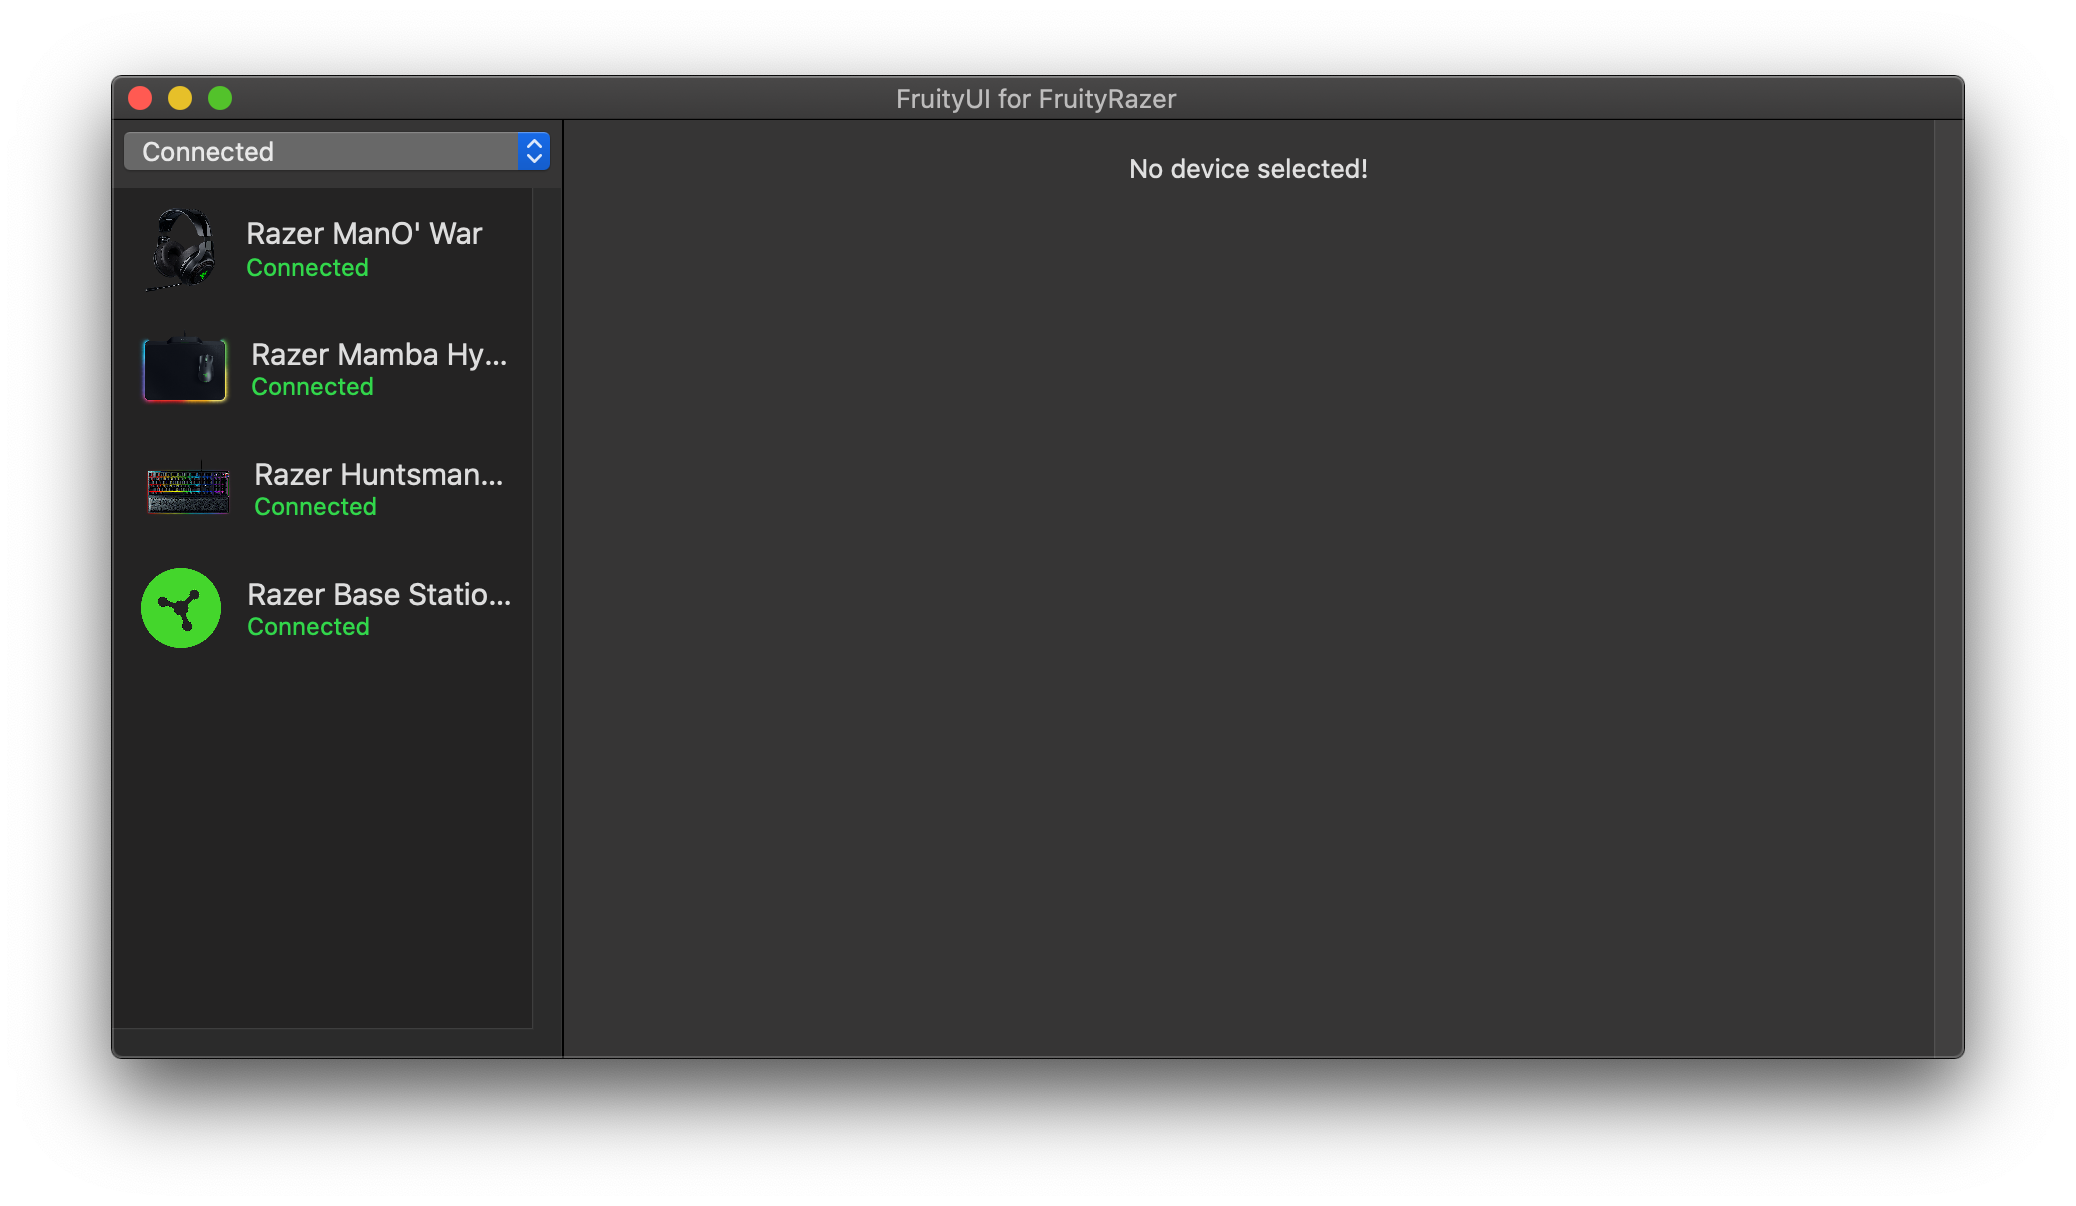 FruityUI for FruityRazer
Connected
No device selected!
Razer ManO' War
Connected
Razer Mamba Hy...
Connected
Razer Huntsman...
Connected
Razer Base Statio...
Connected